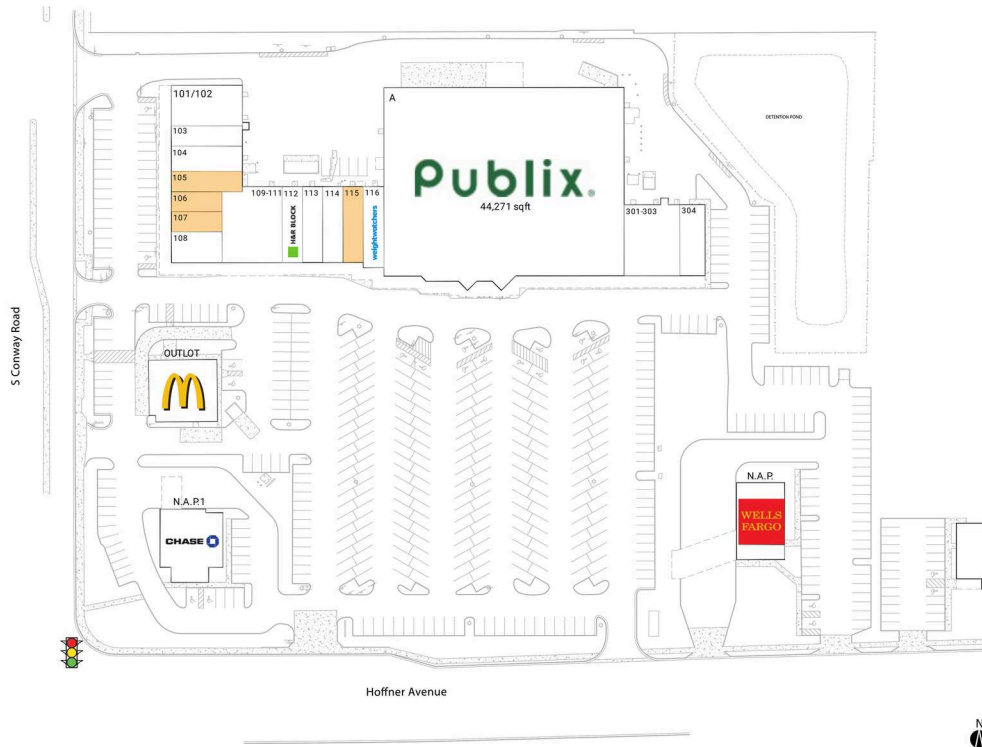 101/102
103
104
105
106
107
108
109-111
112
H&R BLOCK
113
114
115
116
weightwatchers
A
Publix.
44,271 sqft
301-303
304
DETENTION POND
S Conway Road
OUTLOT
N.A.P.1
CHASE
N.A.P.
WELLS
FARGO
Hoffner Avenue
N